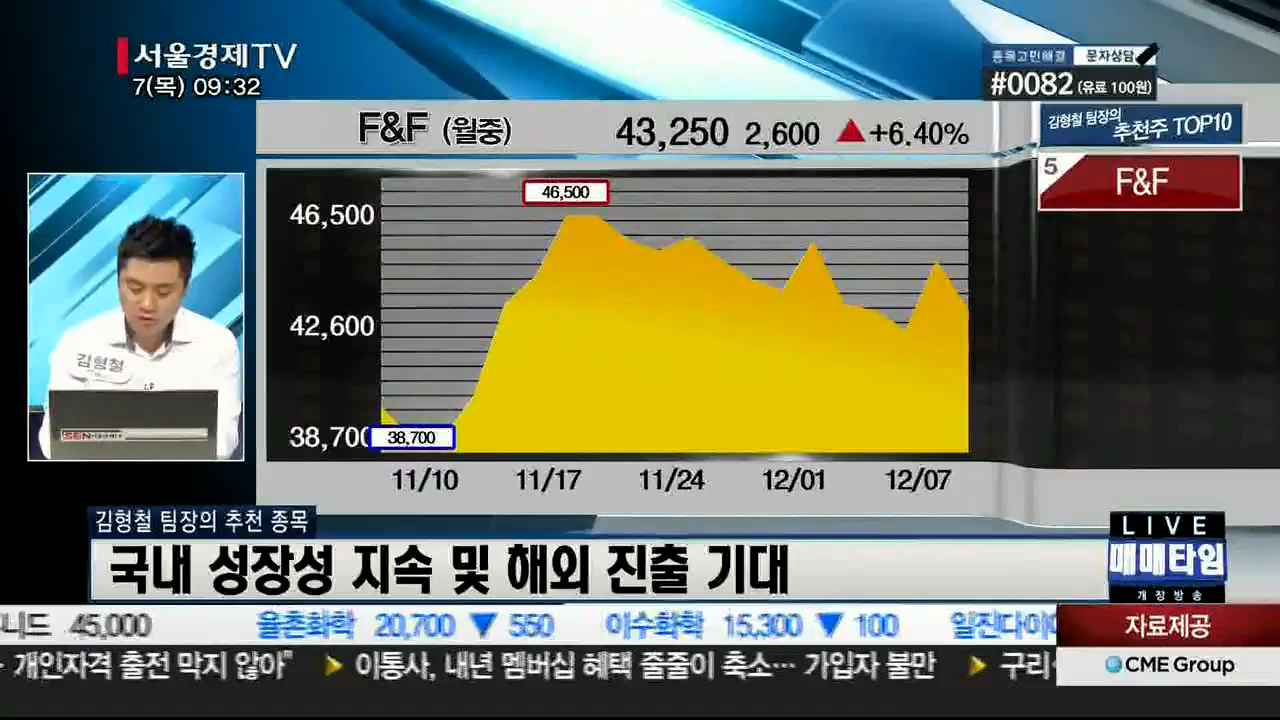 서울경제TV
7(목) 09:32
종목고민해결 문자상담
#0082 (유료 100원)
F&F (월중) 43,250 2,600 ▲+6.40%
김형철 팀장의
추천주 TOP10
5 F&F
46,500
46,500
42,600
38,700
38,700
11/10 11/17 11/24 12/01 12/07
김형철
LF
SEN
김형철 팀장의 추천 종목
국내 성장성 지속 및 해외 진출 기대
LIVE
매매타임
개장방송
니드 45,000 율촌화학 20,700 ▼ 550 이수화학 15,300 ▼ 100 일진다이
자료제공
개인자격 출전 막지 않아" ▶ 이통사, 내년 멤버십 혜택 줄줄이 축소… 가입자 불만 ▶ 구리
CME Group